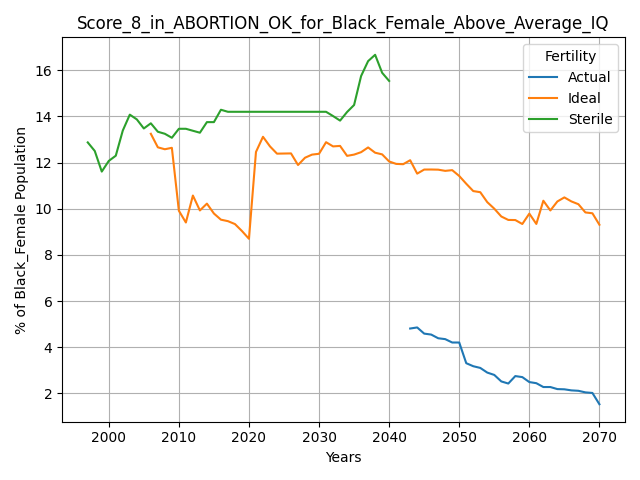 Score_8_in_ABORTION_OK_for_Black_Female_Above_Average_IQ
Fertility
Actual
Ideal
Sterile
% of Black_Female Population
16
14
12
10
8
6
4
2
2000 2010 2020 2030 2040 2050 2060 2070
Years